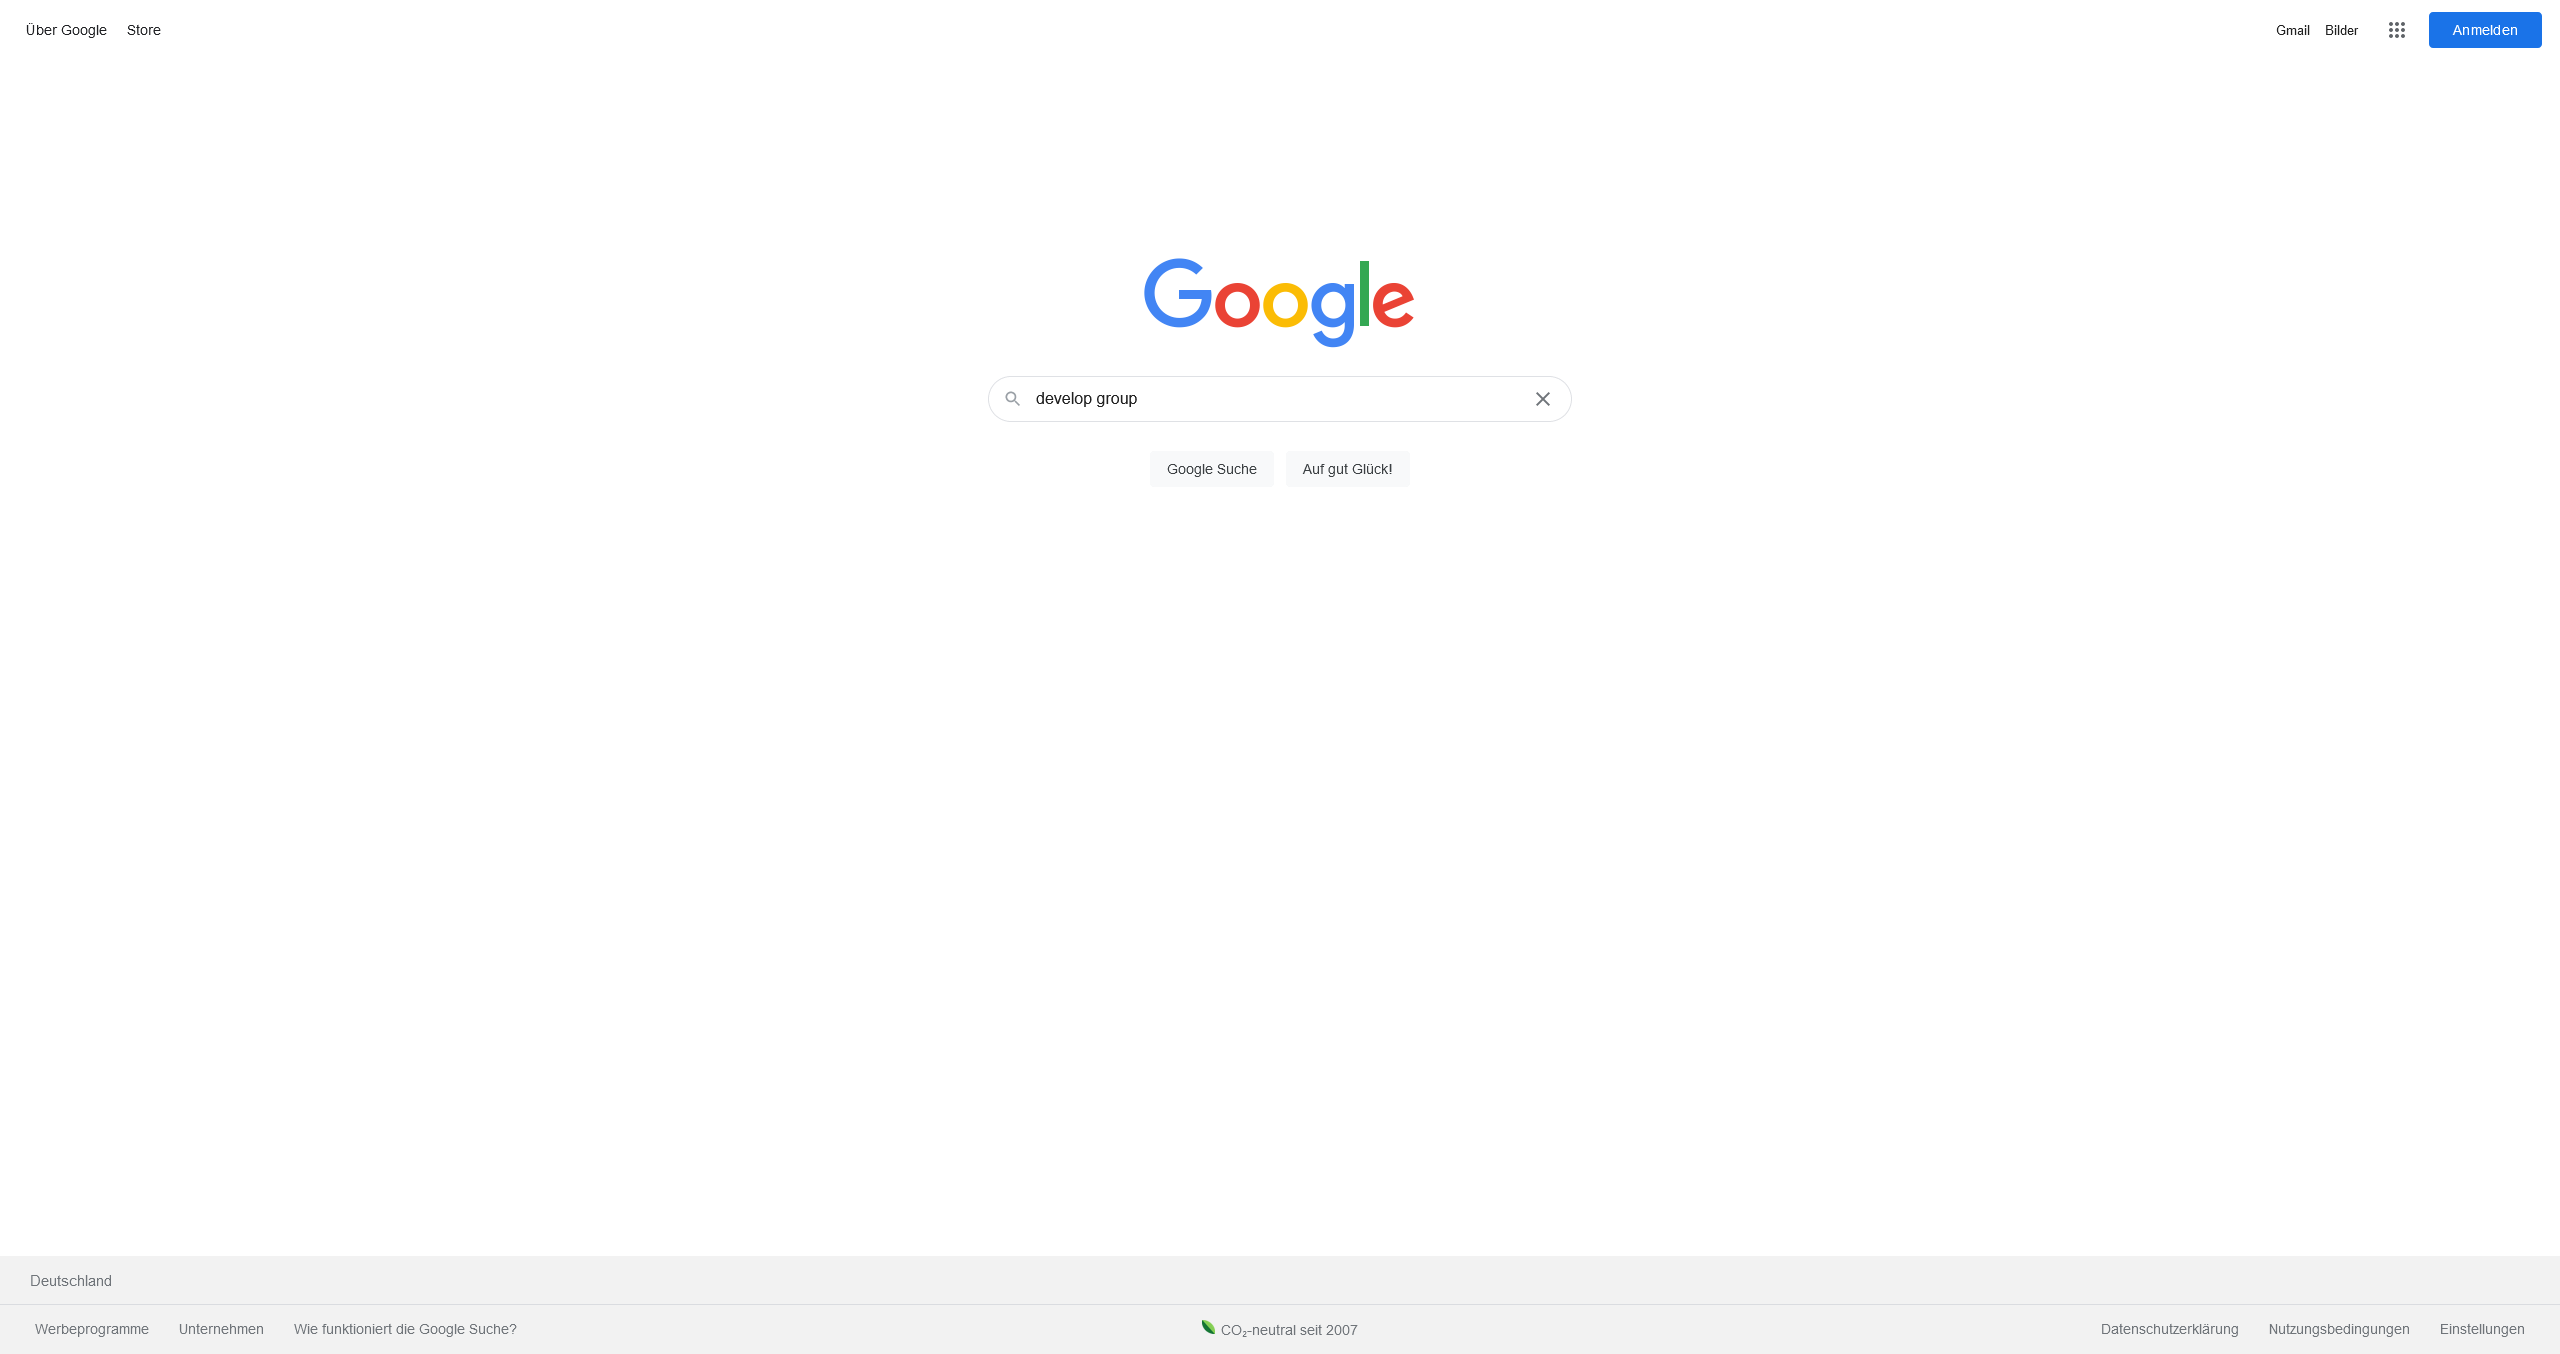 Über Google Store Gmail Bilder Anmelden
Google
develop group
Google Suche Auf gut Glück!
Deutschland
Werbeprogramme Unternehmen Wie funktioniert die Google Suche? CO₂-neutral seit 2007 Datenschutzerklärung Nutzungsbedingungen Einstellungen